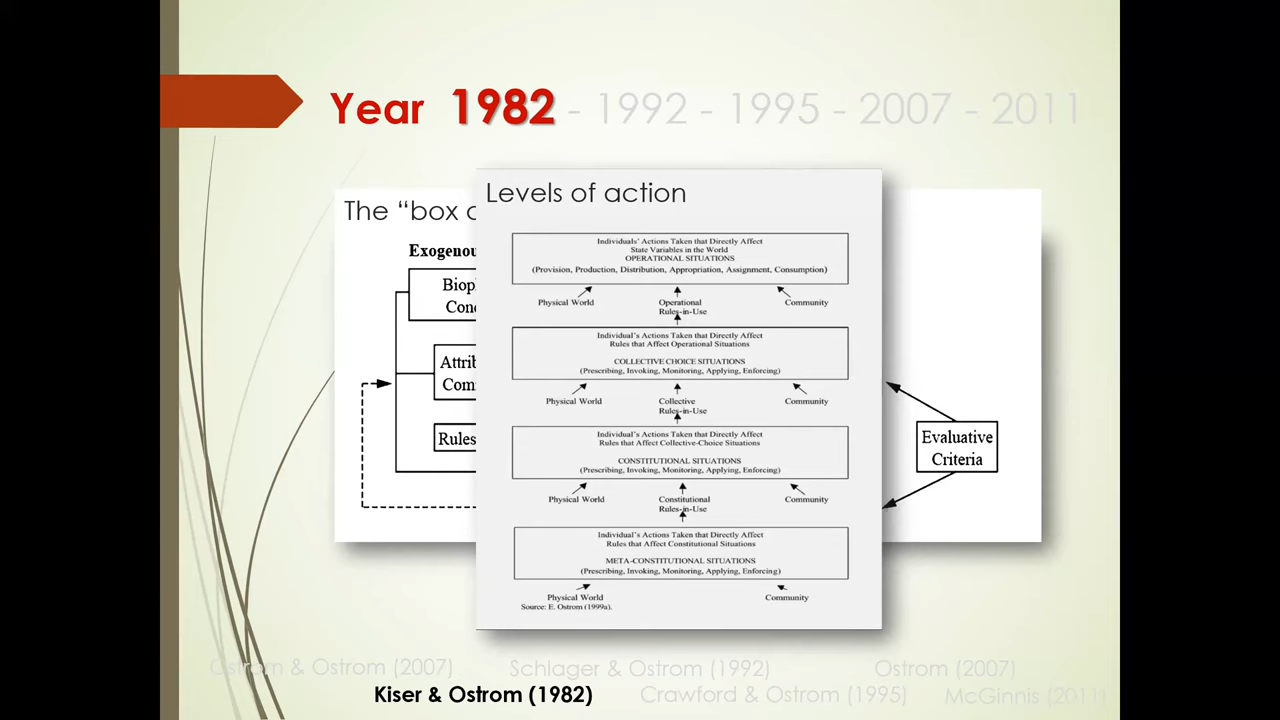 Year 1982 - 1992 - 1995 - 2007 - 2011
The “box
Exogenou
Biop
Con
Attrib
Com
Rules
Levels of action
Individuals' Actions Taken that Directly Affect
State Variables in the World
OPERATIONAL SITUATIONS
(Provision, Production, Distribution, Appropriation, Assignment, Consumption)
Physical World
Operational
Rules-in-Use
Community
Individual's Actions Taken that Directly Affect
Rules that Affect Operational Situations
COLLECTIVE CHOICE SITUATIONS
(Prescribing, Invoking, Monitoring, Applying, Enforcing)
Physical World
Collective
Rules-in-Use
Community
Individual's Actions Taken that Directly Affect
Rules that Affect Collective-Choice Situations
CONSTITUTIONAL SITUATIONS
(Prescribing, Invoking, Monitoring, Applying, Enforcing)
Physical World
Constitutional
Rules-in-Use
Community
Individual's Actions Taken that Directly Affect
Rules that Affect Constitutional Situations
META-CONSTITUTIONAL SITUATIONS
(Prescribing, Invoking, Monitoring, Applying, Enforcing)
Physical World
Community
Source: E. Ostrom (1999a).
Evaluative
Criteria
Ostrom & Ostrom (2007)
Schlager & Ostrom (1992)
Ostrom (2007)
Kiser & Ostrom (1982)
Crawford & Ostrom (1995)
McGinnis (2011)